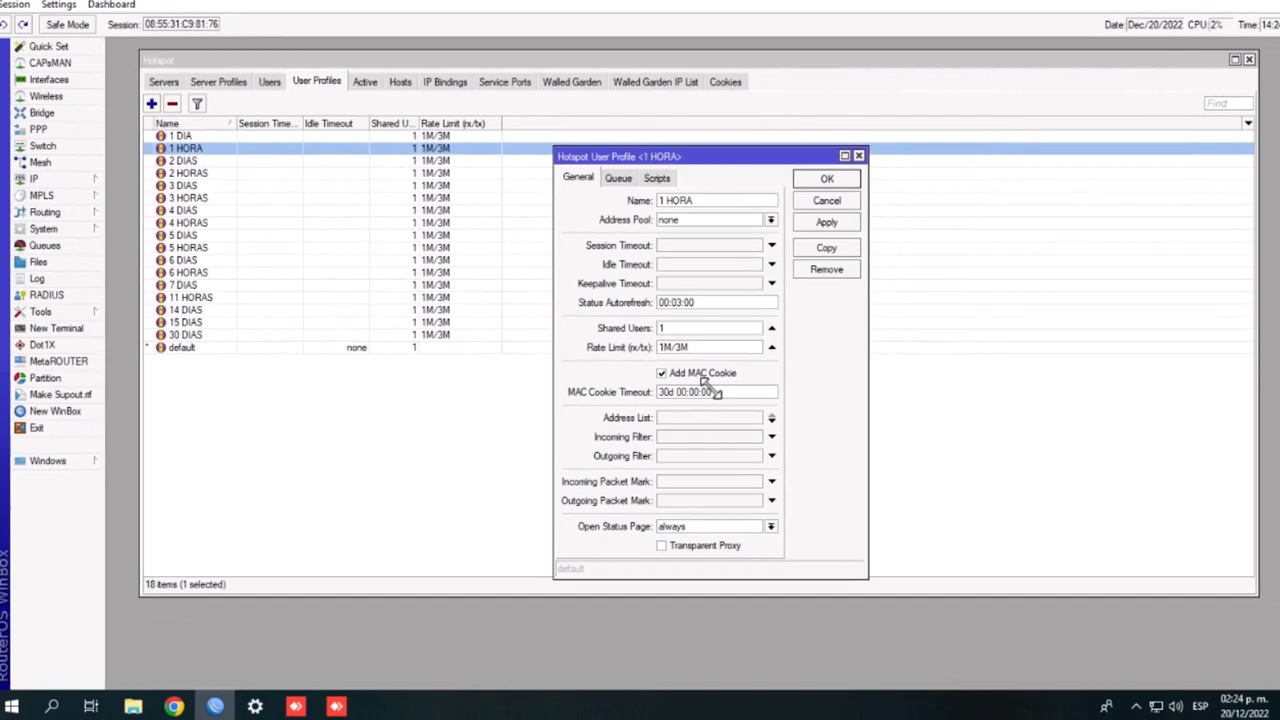 Session Settings Dashboard
Safe Mode Session: 08:55:31:C9:81:76 Date: Dec/20/2022 CPU: 2% Time: 14:2
Quick Set
CAPsMAN
Interfaces
Wireless
Bridge
PPP
Switch
Mesh
IP
MPLS
Routing
System
Queues
Files
Log
RADIUS
Tools
New Terminal
Dot1X
MetaROUTER
Partition
Make Supout.rif
New WinBox
Exit
Windows
RouterOS WinBox
Hotspot
Servers Server Profiles Users User Profiles Active Hosts IP Bindings Service Ports Walled Garden Walled Garden IP List Cookies
Find
Name Session Time... Idle Timeout Shared U... Rate Limit (rx/tx)
1 DIA 1 1M/3M
1 HORA 1 1M/3M
2 DIAS 1 1M/3M
2 HORAS 1 1M/3M
3 DIAS 1 1M/3M
3 HORAS 1 1M/3M
4 DIAS 1 1M/3M
4 HORAS 1 1M/3M
5 DIAS 1 1M/3M
5 HORAS 1 1M/3M
6 DIAS 1 1M/3M
6 HORAS 1 1M/3M
7 DIAS 1 1M/3M
11 HORAS 1 1M/3M
14 DIAS 1 1M/3M
15 DIAS 1 1M/3M
30 DIAS 1 1M/3M
* default none 1
18 items (1 selected)
Hotspot User Profile <1 HORA>
General Queue Scripts
Name: 1 HORA
Address Pool: none
Session Timeout:
Idle Timeout:
Keepalive Timeout:
Status Autorefresh: 00:03:00
Shared Users: 1
Rate Limit (rx/tx): 1M/3M
Add MAC Cookie
MAC Cookie Timeout: 30d 00:00:00
Address List:
Incoming Filter:
Outgoing Filter:
Incoming Packet Mark:
Outgoing Packet Mark:
Open Status Page: always
Transparent Proxy
default
OK
Cancel
Apply
Copy
Remove
ESP
02:24 p. m.
20/12/2022